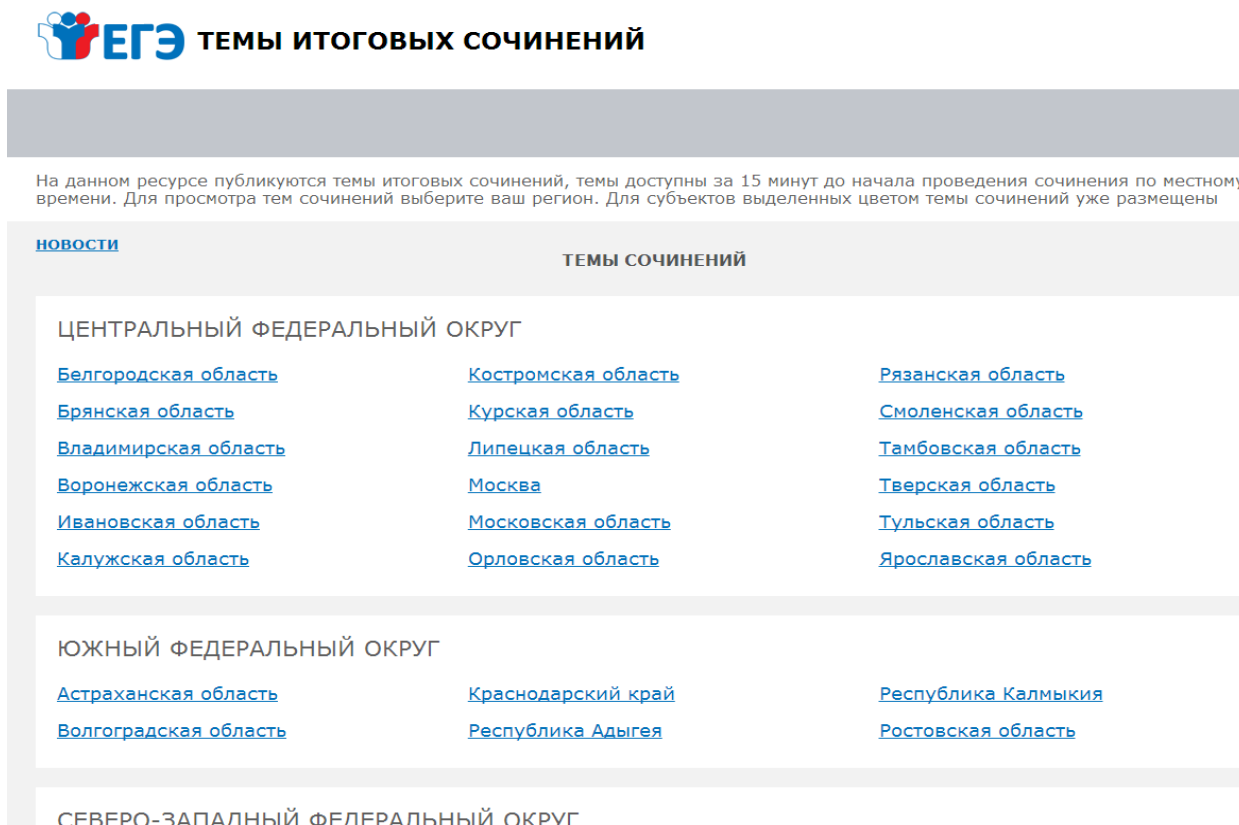 ЕГЭ ТЕМЫ ИТОГОВЫХ СОЧИНЕНИЙ
На данном ресурсе публикуются темы итоговых сочинений, темы доступны за 15 минут до начала проведения сочинения по местному
времени. Для просмотра тем сочинений выберите ваш регион. Для субъектов выделенных цветом темы сочинений уже размещены
НОВОСТИ
ТЕМЫ СОЧИНЕНИЙ
ЦЕНТРАЛЬНЫЙ ФЕДЕРАЛЬНЫЙ ОКРУГ
Белгородская область Костромская область Рязанская область
Брянская область Курская область Смоленская область
Владимирская область Липецкая область Тамбовская область
Воронежская область Москва Тверская область
Ивановская область Московская область Тульская область
Калужская область Орловская область Ярославская область
ЮЖНЫЙ ФЕДЕРАЛЬНЫЙ ОКРУГ
Астраханская область Краснодарский край Республика Калмыкия
Волгоградская область Республика Адыгея Ростовская область
СЕВЕРО-ЗАПАДНЫЙ ФЕДЕРАЛЬНЫЙ ОКРУГ